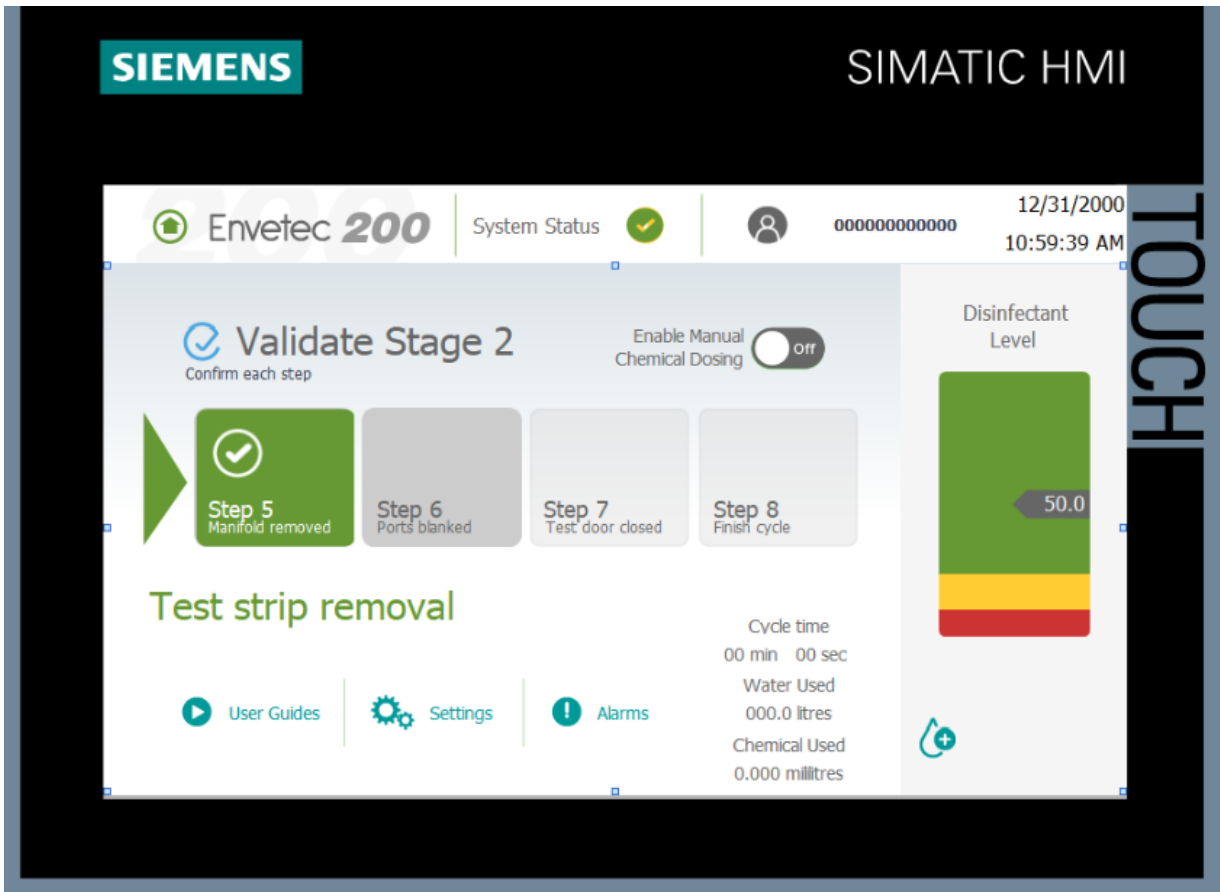 SIEMENS
SIMATIC HMI
TOUCH
Envetec 200
System Status
000000000000
12/31/2000
10:59:39 AM
200
Validate Stage 2
Confirm each step
Enable Manual
Chemical Dosing
Off
Disinfectant
Level
50.0
Step 5
Manifold removed
Step 6
Ports blanked
Step 7
Test door closed
Step 8
Finish cycle
Test strip removal
Cycle time
00 min 00 sec
Water Used
000.0 litres
Chemical Used
0.000 millitres
User Guides
Settings
Alarms